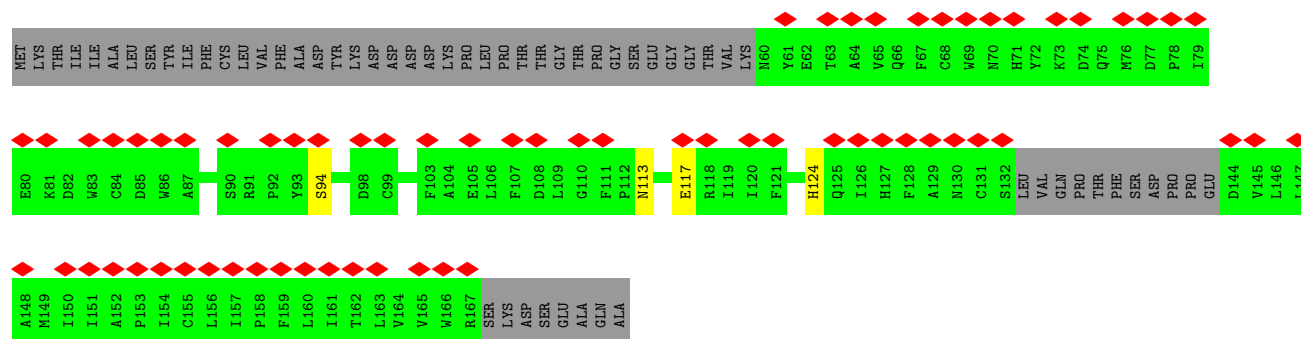 MET LYS THR ILE ILE ALA LEU SER TYR ILE PHE CYS LEU VAL PHE ALA ASP TYR LYS ASP ASP ASP ASP LYS PRO LEU PRO THR THR GLY THR PRO GLY SER GLU GLY GLY THR VAL LYS N60 Y61 E62 T63 A64 V65 Q66 F67 C68 W69 N70 H71 Y72 K73 D74 Q75 M76 D77 P78 I79
E80 K81 D82 W83 C84 D85 W86 A87 S90 R91 P92 Y93 S94 D98 C99 F103 A104 E105 L106 F107 D108 L109 G110 F111 P112 N113 E117 R118 I119 I120 F121 H124 Q125 I126 H127 F128 A129 N130 C131 S132 LEU VAL GLN PRO THR PHE SER ASP PRO PRO GLU D144 V145 L146 L147
A148 M149 I150 I151 A152 P153 I154 C155 L156 I157 P158 F159 L160 I161 T162 L163 V164 V165 W166 R167 SER LYS ASP SER GLU ALA GLN ALA